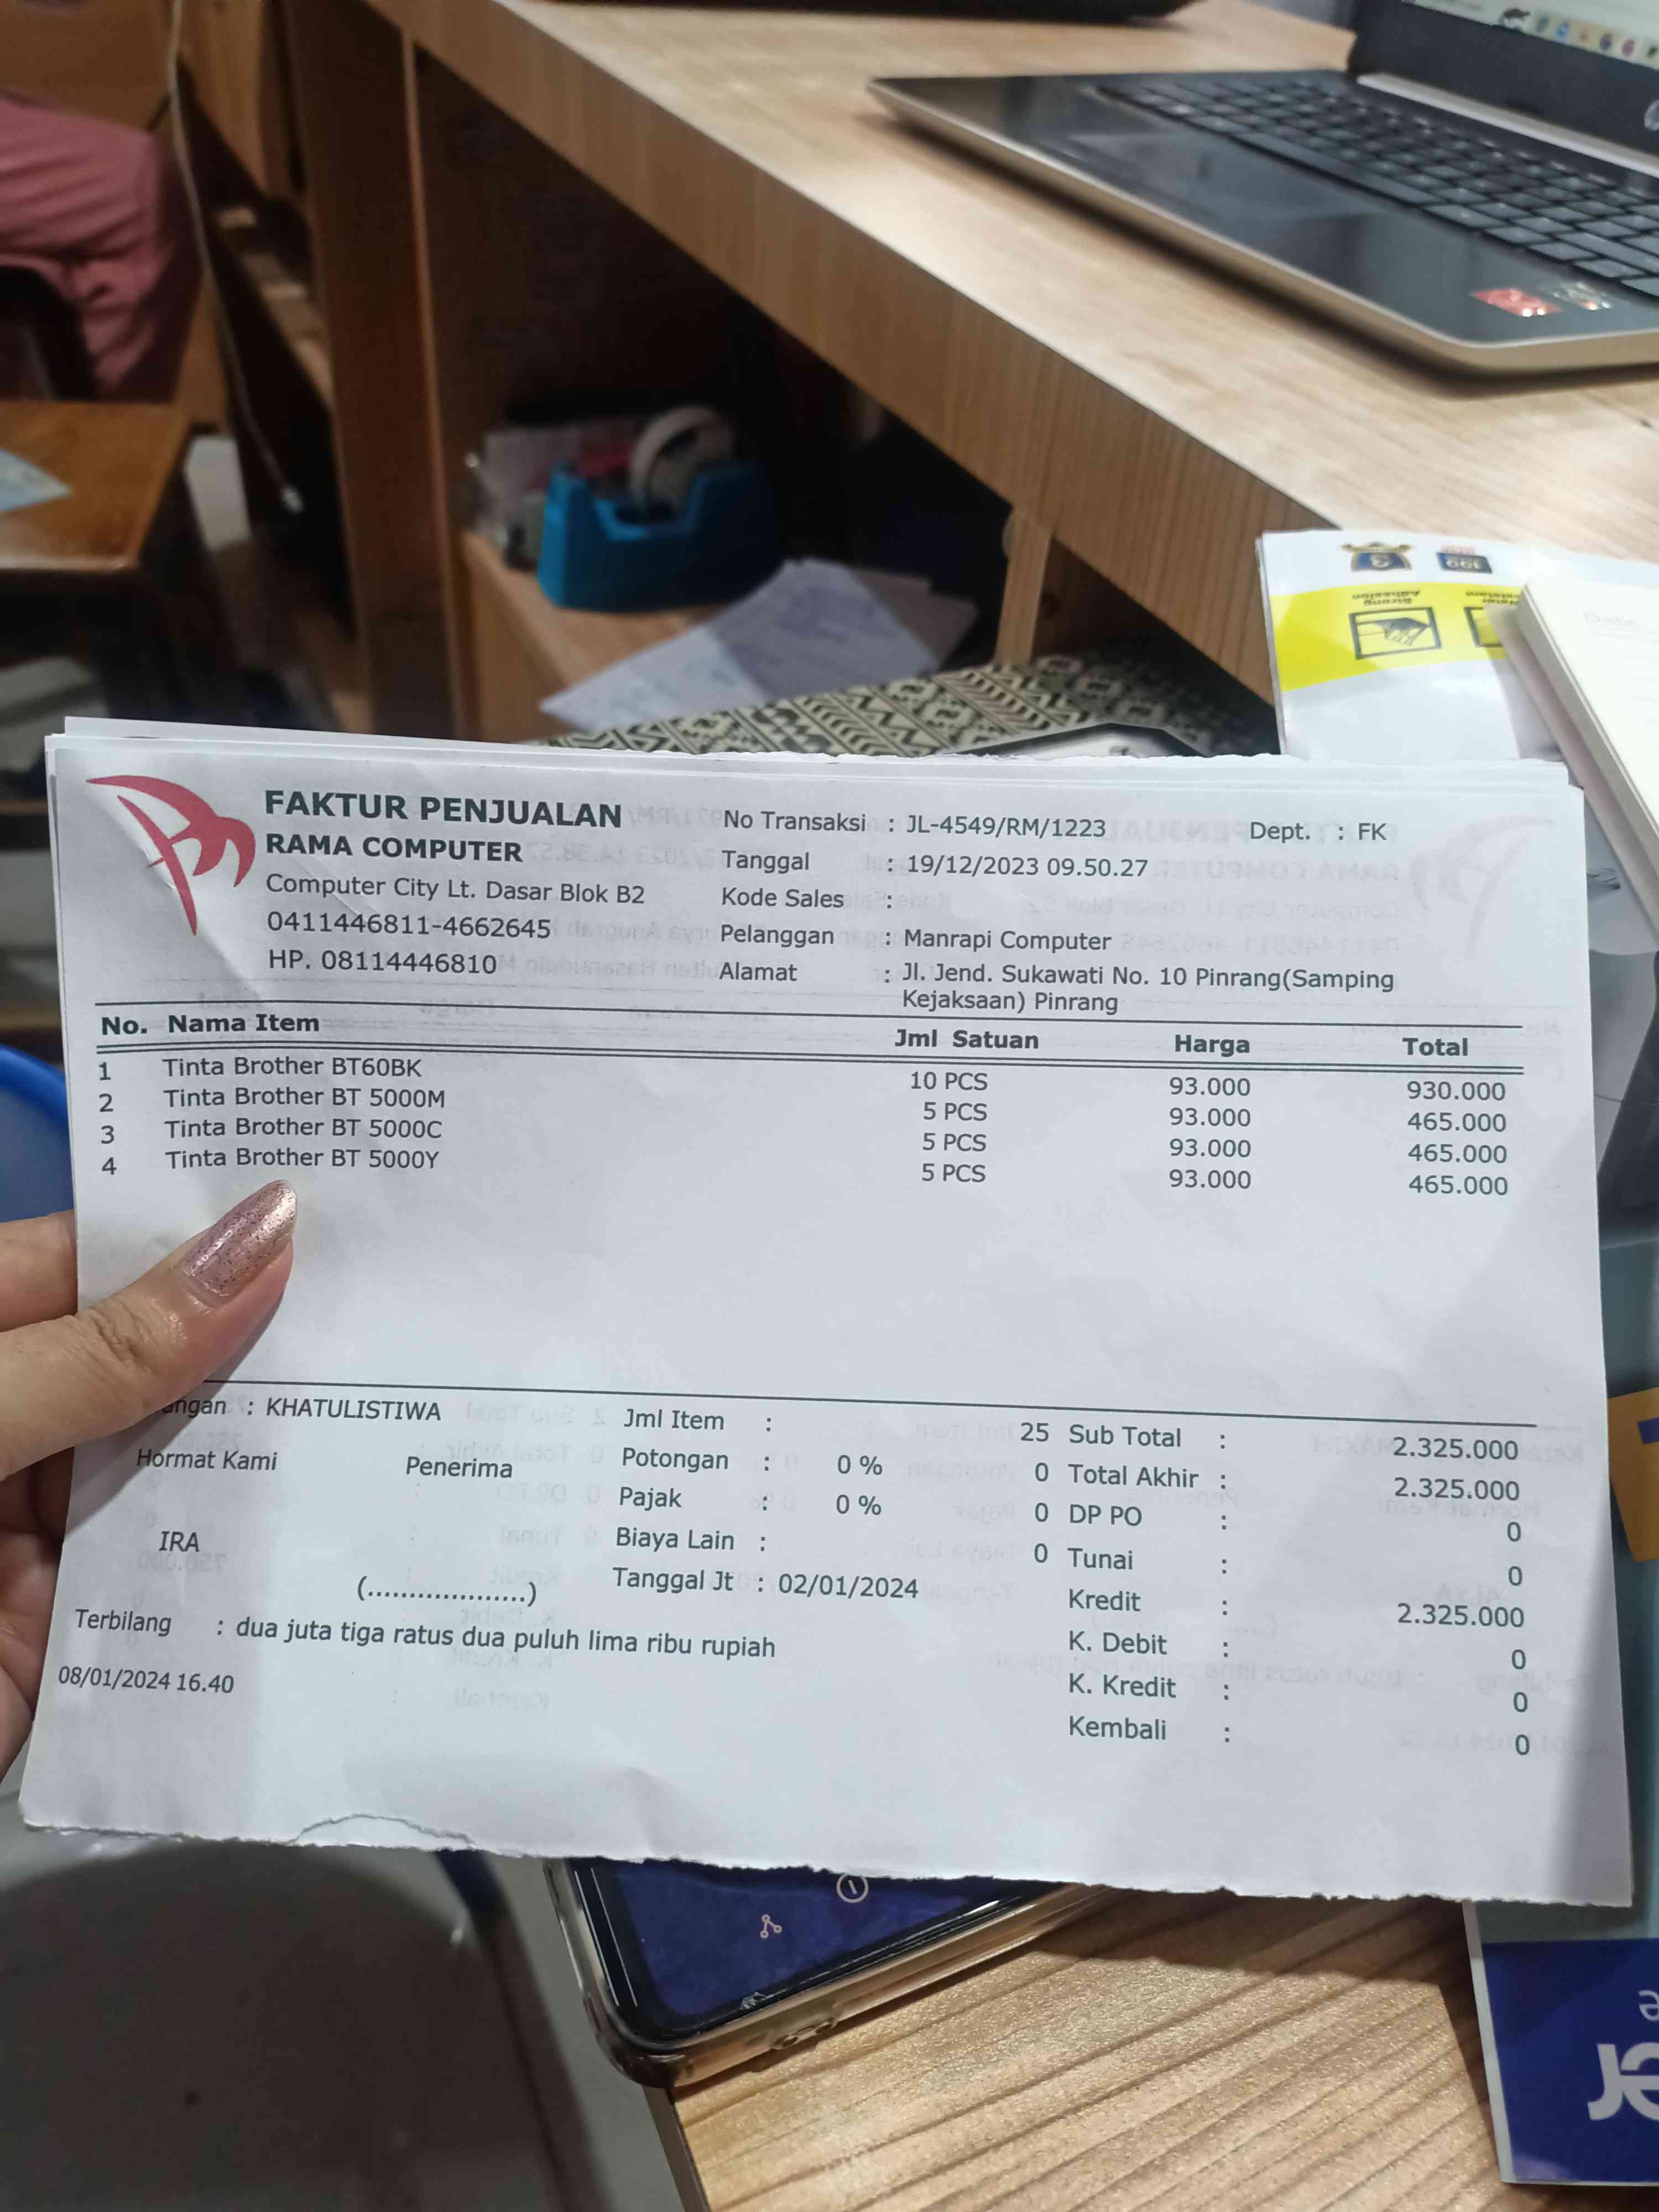 FAKTUR PENJUALAN
RAMA COMPUTER
Computer City Lt. Dasar Blok B2
0411446811-4662645
HP. 08114446810
No Transaksi : JL-4549/RM/1223 Dept. : FK
Tanggal : 19/12/2023 09.50.27
Kode Sales :
Pelanggan : Manrapi Computer
Alamat : Jl. Jend. Sukawati No. 10 Pinrang(Samping
Kejaksaan) Pinrang
No. Nama Item Jml Satuan Harga Total
1 Tinta Brother BT60BK 10 PCS 93.000 930.000
2 Tinta Brother BT 5000M 5 PCS 93.000 465.000
3 Tinta Brother BT 5000C 5 PCS 93.000 465.000
4 Tinta Brother BT 5000Y 5 PCS 93.000 465.000
angan : KHATULISTIWA
Hormat Kami Penerima
IRA
(...................)
Jml Item : 25
Potongan : 0 % 0
Pajak : 0 % 0
Biaya Lain : 0
Tanggal Jt : 02/01/2024
Sub Total : 2.325.000
Total Akhir : 2.325.000
DP PO : 0
Tunai : 0
Kredit : 2.325.000
K. Debit : 0
K. Kredit : 0
Kembali : 0
Terbilang : dua juta tiga ratus dua puluh lima ribu rupiah
08/01/2024 16.40
Strong
Adhesion